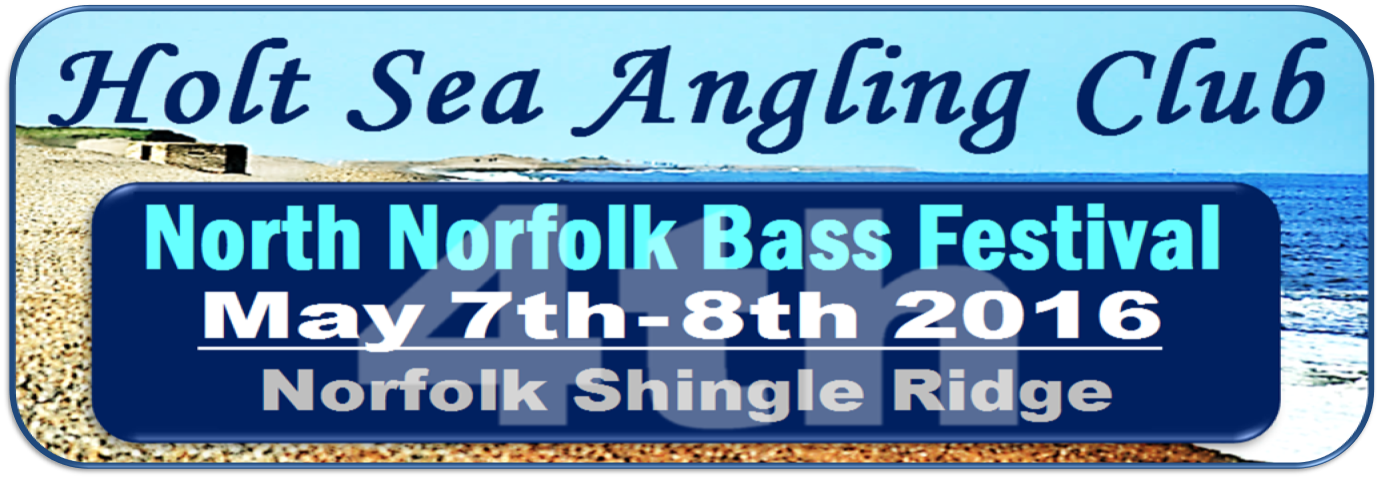 Holt Sea Angling Club
4th
North Norfolk Bass Festival
May 7th-8th 2016
Norfolk Shingle Ridge